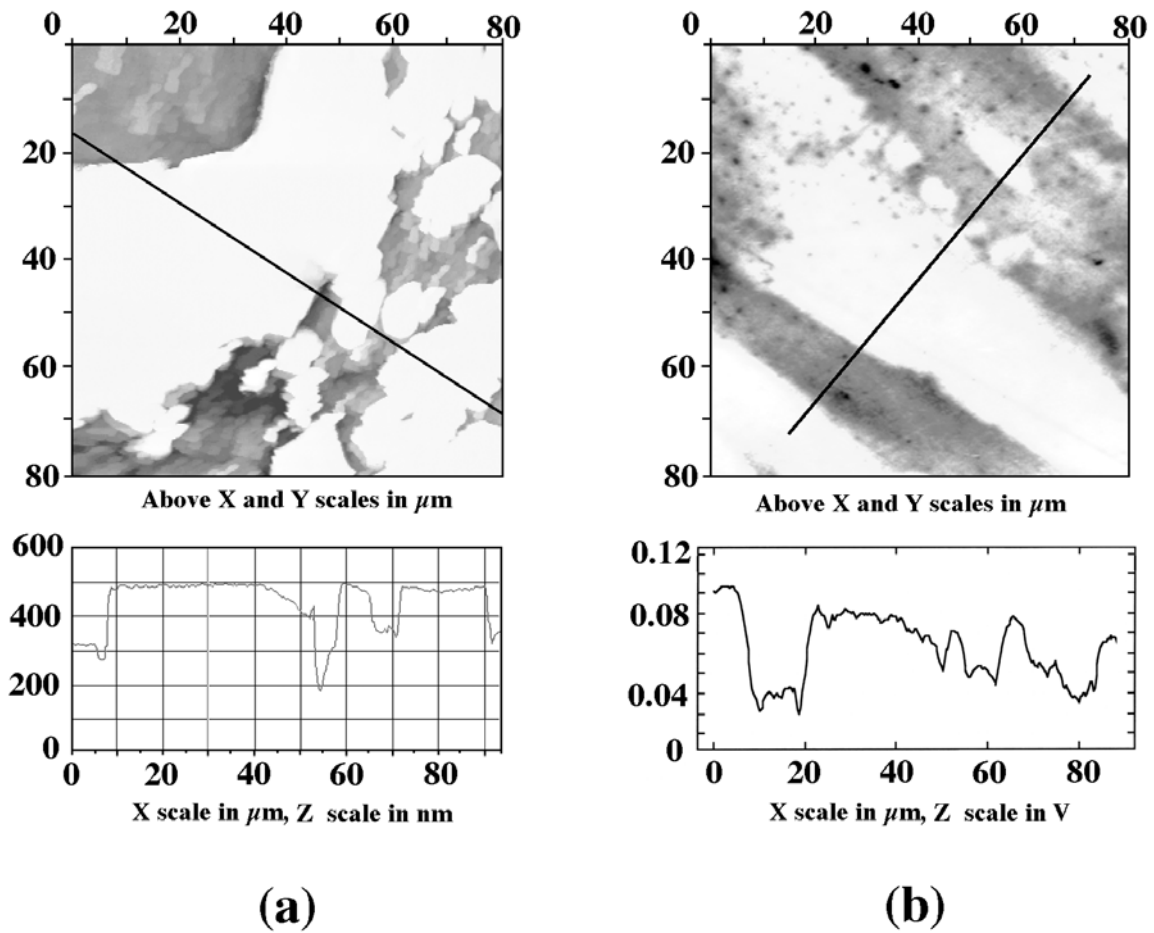 0 20 40 60 80
20
40
60
80
Above X and Y scales in µm
600
400
200
0
0 20 40 60 80
X scale in µm, Z scale in nm
(a)
0 20 40 60 80
20
40
60
80
Above X and Y scales in µm
0.12
0.08
0.04
0
0 20 40 60 80
X scale in µm, Z scale in V
(b)